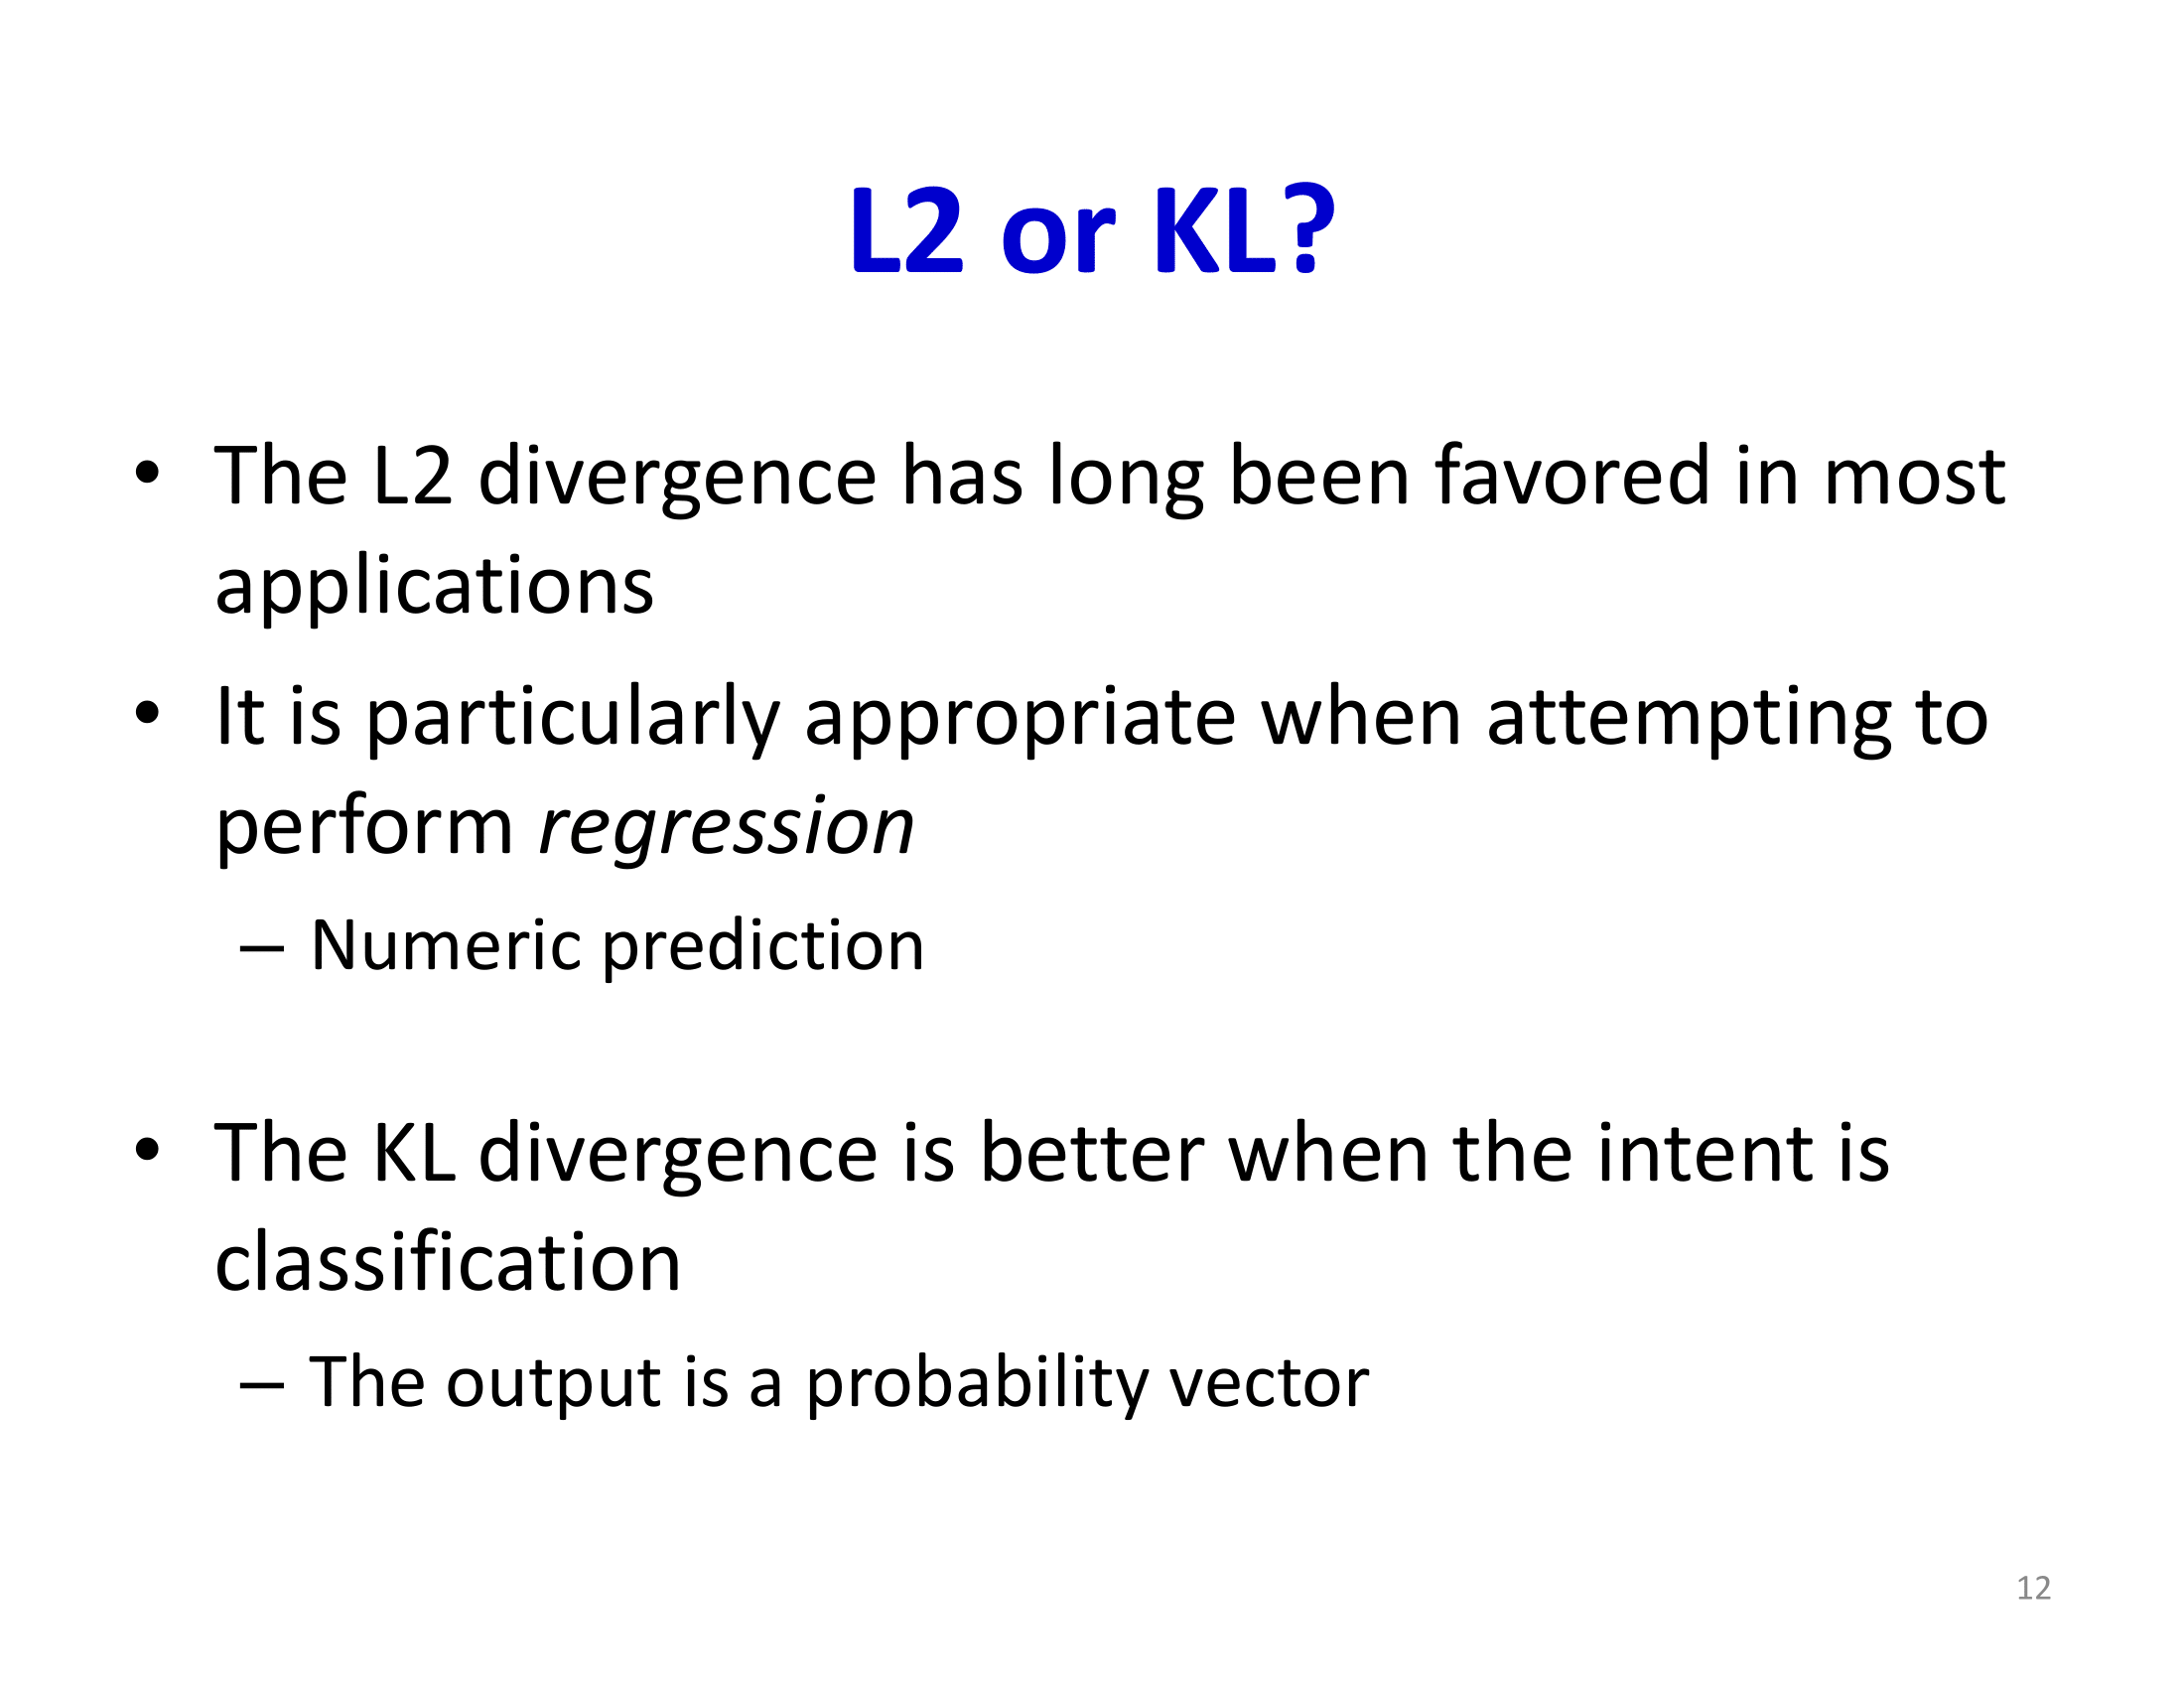 L2 or KL?
• The L2 divergence has long been favored in most
applications
• It is particularly appropriate when attempting to
perform regression
– Numeric prediction
• The KL divergence is better when the intent is
classification
– The output is a probability vector
12